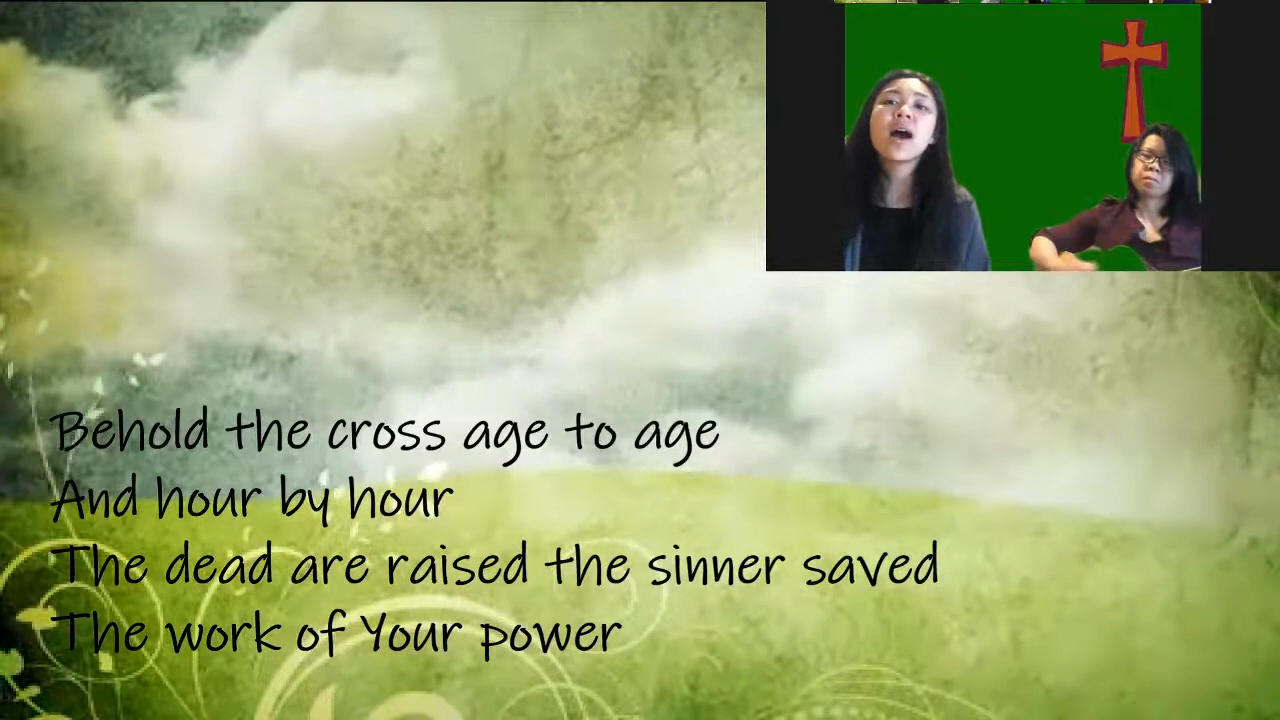 Behold the cross age to age
And hour by hour
The dead are raised the sinner saved
The work of Your power